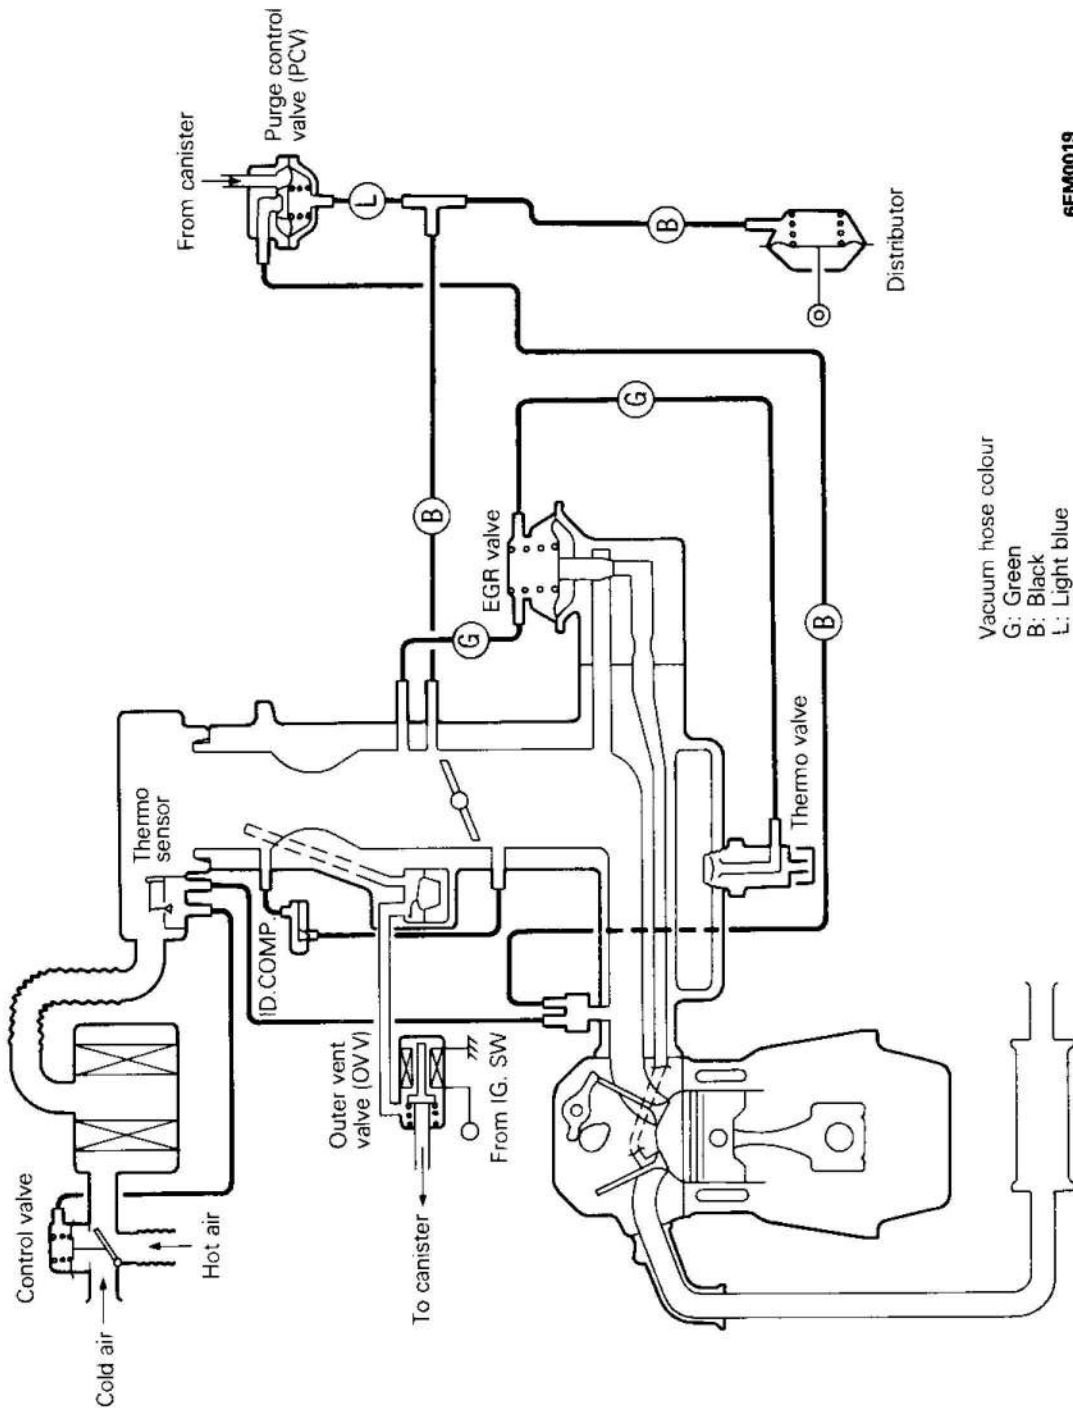 Cold air
Control valve
Hot air
Thermo
sensor
ID.COMP.
Outer vent
valve (OVV)
From IG. SW
To canister
From canister
Purge control
valve (PCV)
L
B
B
G
G
B
EGR valve
Distributor
Thermo valve
Vacuum hose colour
G: Green
B: Black
L: Light blue
6EM0019